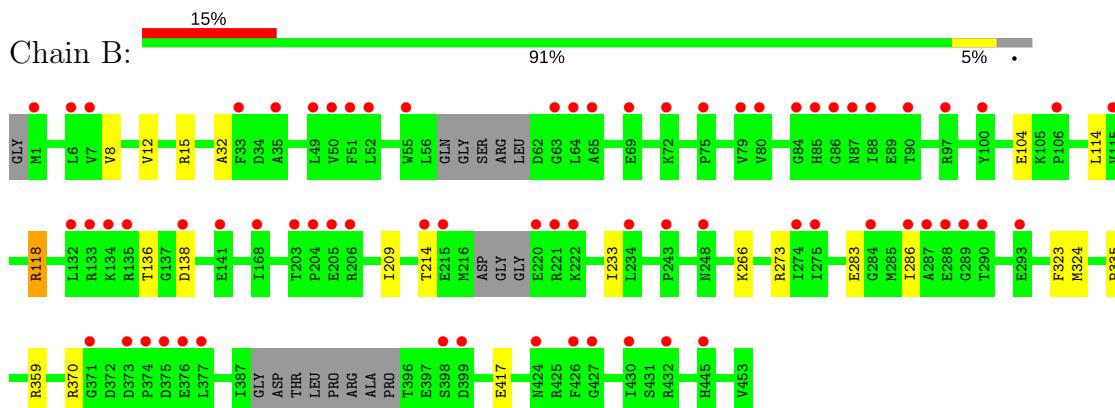 15%
Chain B:
91% 5% •
GLY M1 L6 V7 V8 V12 R15 A32 F33 D34 A35 L49 V50 F51 L52 W55 L56 GLN GLY SER ARG LEU D62 G63 L64 A65 E69 K72 P75 V79 V80 G84 H85 G86 N87 I88 E89 T90 R97 Y100 E104 K105 P106 L114
R118 L132 R133 K134 R135 T136 G137 D138 E141 I168 T203 P204 E205 R206 I209 T214 E215 M216 ASP GLY GLY E220 R221 K222 I233 L234 P243 N248 K266 R273 I274 I275 E283 G284 M285 I286 A287 E288 G289 T290 E293 F323 M324
R359 R370 G371 D372 D373 P374 D375 E376 L377 I387 GLY ASP THR LEU PRO ARG ALA PRO T396 E397 S398 D399 E417 N424 R425 F426 G427 I430 S431 R432 H445 V453